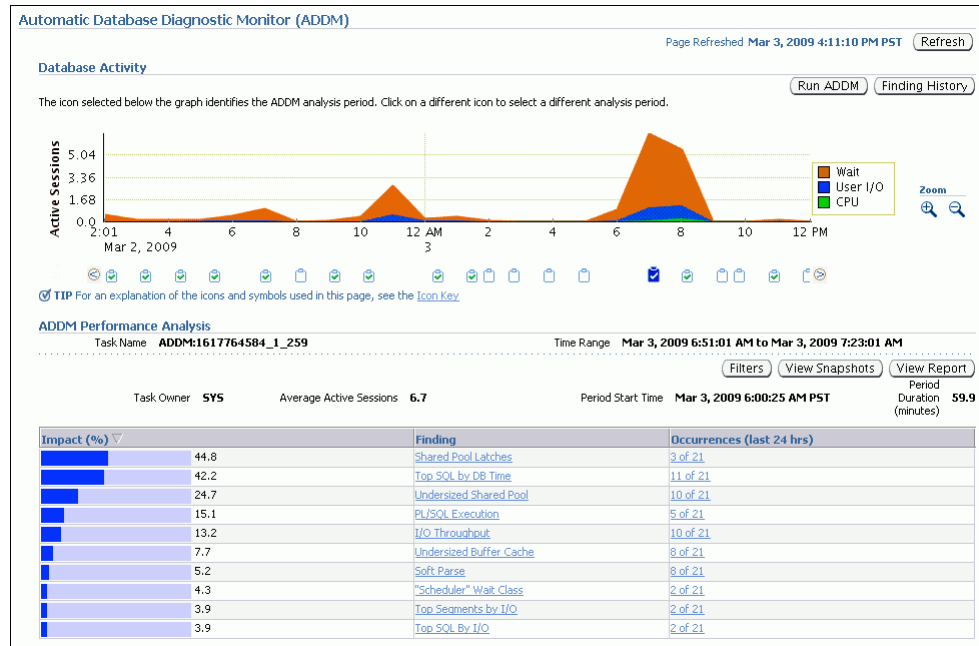 Automatic Database Diagnostic Monitor (ADDM)
Page Refreshed Mar 3, 2009 4:11:10 PM PST Refresh
Database Activity
Run ADDM Finding History
The icon selected below the graph identifies the ADDM analysis period. Click on a different icon to select a different analysis period.
Active Sessions
5.04
3.36
1.68
0.0
Wait
User I/O
CPU
Zoom
2:01 4 6 8 10 12 AM 2 4 6 8 10 12 PM
Mar 2, 2009 3
TIP For an explanation of the icons and symbols used in this page, see the Icon Key
ADDM Performance Analysis
Task Name ADDM:1617764584_1_259 Time Range Mar 3, 2009 6:51:01 AM to Mar 3, 2009 7:23:01 AM
Filters View Snapshots View Report
Task Owner SYS Average Active Sessions 6.7 Period Start Time Mar 3, 2009 6:00:25 AM PST Period Duration (minutes) 59.9
Impact (%) Finding Occurrences (last 24 hrs)
44.8 Shared Pool Latches 3 of 21
42.2 Top SQL by DB Time 11 of 21
24.7 Undersized Shared Pool 10 of 21
15.1 PL/SQL Execution 5 of 21
13.2 I/O Throughput 10 of 21
7.7 Undersized Buffer Cache 8 of 21
5.2 Soft Parse 8 of 21
4.3 "Scheduler" Wait Class 2 of 21
3.9 Top Segments by I/O 2 of 21
3.9 Top SQL By I/O 2 of 21